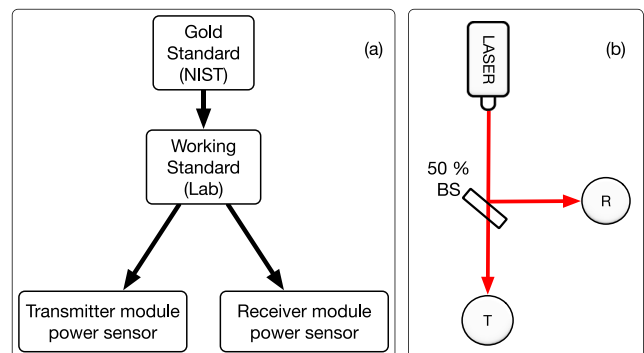 Gold
Standard
(NIST)
(a)
Working
Standard
(Lab)
Transmitter module
power sensor
Receiver module
power sensor
(b)
LASER
50 %
BS
R
T